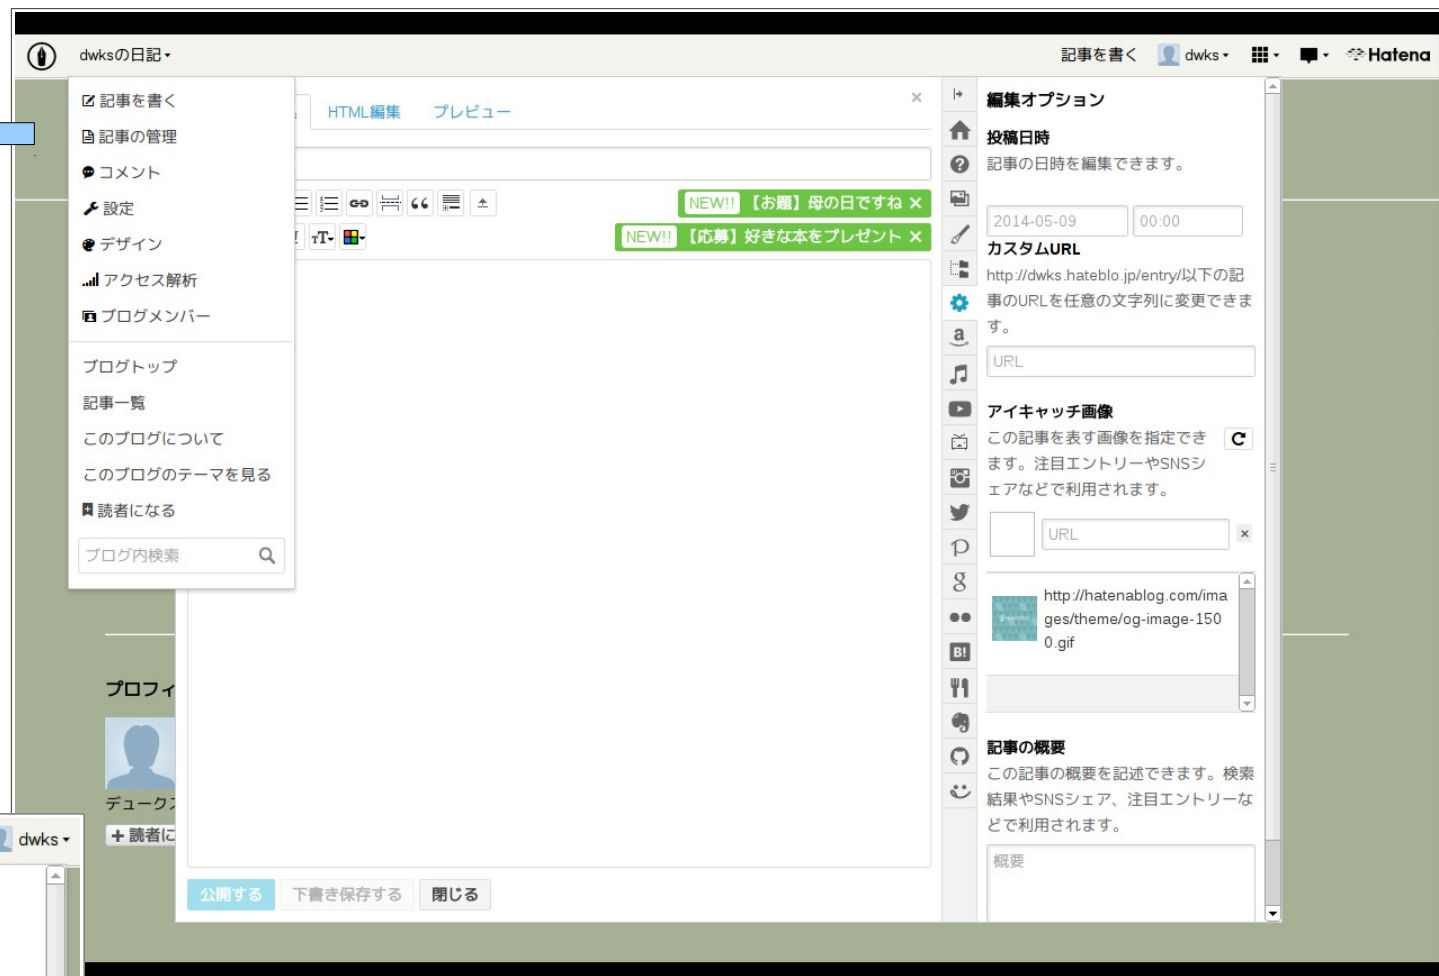 dwksの日記
記事を書く dwks Hatena
記事を書く
記事の管理
コメント
設定
デザイン
アクセス解析
ブログメンバー
ブログトップ
記事一覧
このブログについて
このブログのテーマを見る
読者になる
ブログ内検索
HTML編集 プレビュー ×
NEW!! 【お題】母の日ですね ×
NEW!! 【応募】好きな本をプレゼント ×
編集オプション
投稿日時
記事の日時を編集できます。
2014-05-09 00:00
カスタムURL
http://dwks.hateblo.jp/entry/以下の記
事のURLを任意の文字列に変更できま
す。
URL
アイキャッチ画像
この記事を表す画像を指定でき
ます。注目エントリーやSNSシ
ェアなどで利用されます。
URL ×
http://hatenablog.com/ima
ges/theme/og-image-150
0.gif
記事の概要
この記事の概要を記述できます。検索
結果やSNSシェア、注目エントリーな
どで利用されます。
概要
プロフィ
デュークス
+読者に
公開する 下書き保存する 閉じる
dwks